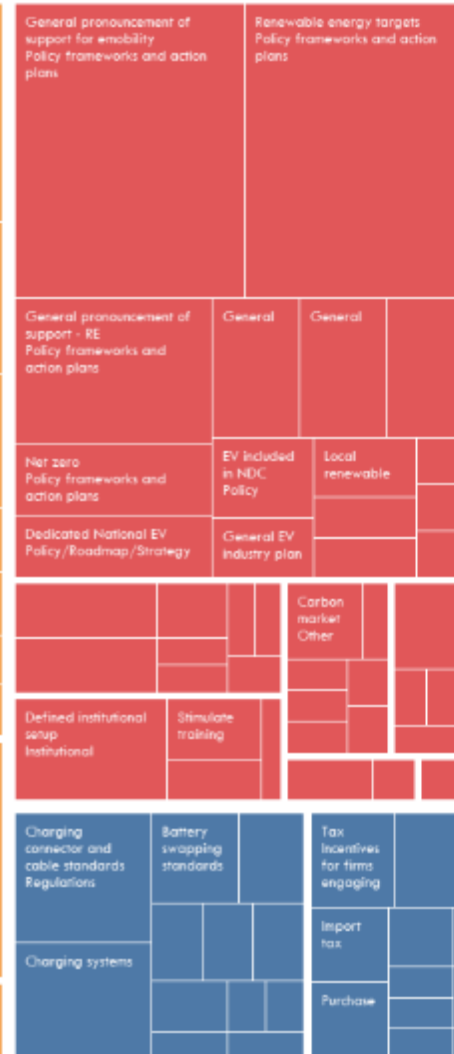 General pronouncement of
support for emobility
Policy frameworks and action
plans
Renewable energy targets
Policy frameworks and action
plans
General pronouncement of
support - RE
Policy frameworks and
action plans
General
General
Net zero
Policy frameworks and
action plans
EV included
in NDC
Policy
Local
renewable
Dedicated National EV
Policy/Roadmap/Strategy
General EV
industry plan
Carbon
market
Other
Defined institutional
setup
Institutional
Stimulate
training
Charging
connector and
cable standards
Regulations
Battery
swapping
standards
Tax
Incentives
for firms
engaging
Import
tax
Charging systems
Purchase